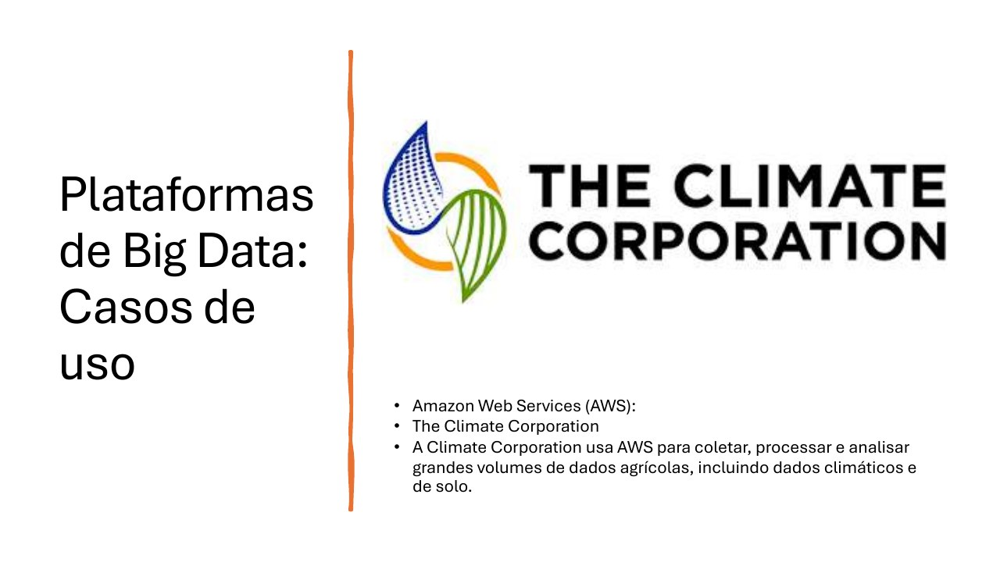 Plataformas
de Big Data:
Casos de
uso
THE CLIMATE
CORPORATION
• Amazon Web Services (AWS):
• The Climate Corporation
• A Climate Corporation usa AWS para coletar, processar e analisar
grandes volumes de dados agrícolas, incluindo dados climáticos e
de solo.